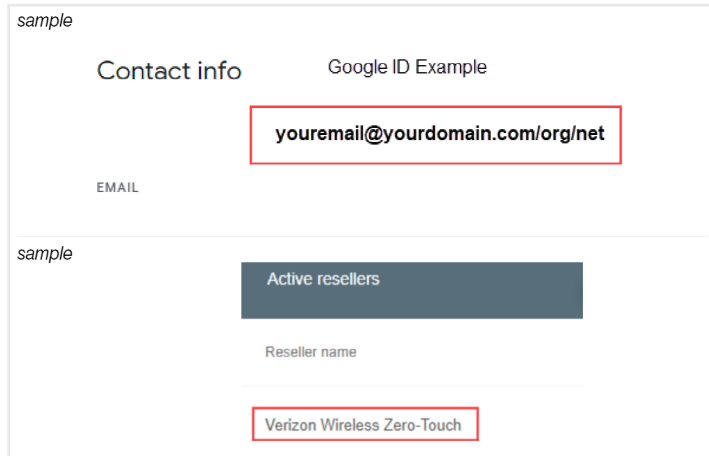 sample
Contact info
Google ID Example
youremail@yourdomain.com/org/net
EMAIL
sample
Active resellers
Reseller name
Verizon Wireless Zero-Touch